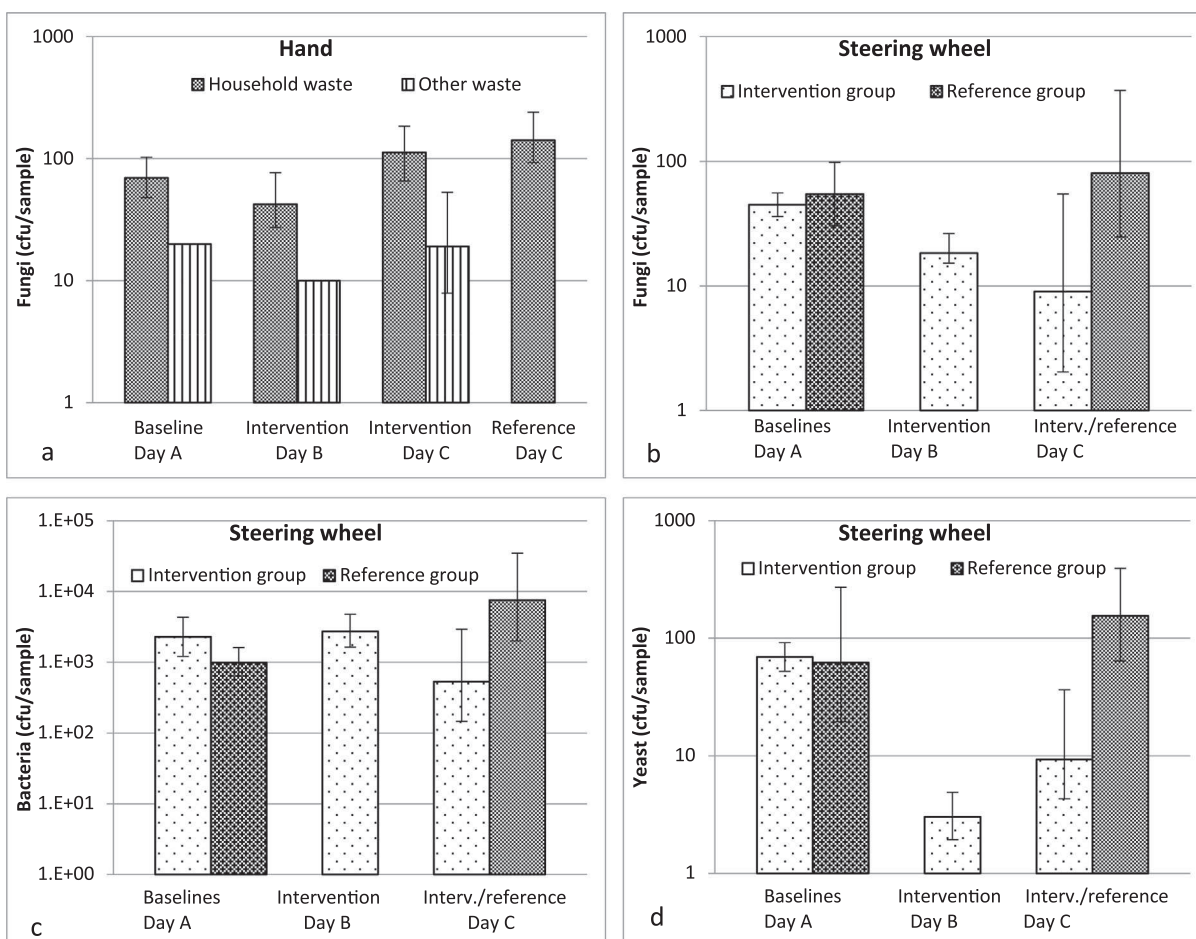 Hand
Household waste
Other waste
Fungi (cfu/sample)
1000
100
10
1
Baseline Day A
Intervention Day B
Intervention Day C
Reference Day C
a
Steering wheel
Intervention group
Reference group
Fungi (cfu/sample)
1000
100
10
1
Baselines Day A
Intervention Day B
Interv./reference Day C
b
Steering wheel
Intervention group
Reference group
Bacteria (cfu/sample)
1.E+05
1.E+04
1.E+03
1.E+02
1.E+01
1.E+00
Baselines Day A
Intervention Day B
Interv./reference Day C
c
Steering wheel
Intervention group
Reference group
Yeast (cfu/sample)
1000
100
10
1
Baselines Day A
Intervention Day B
Interv./reference Day C
d